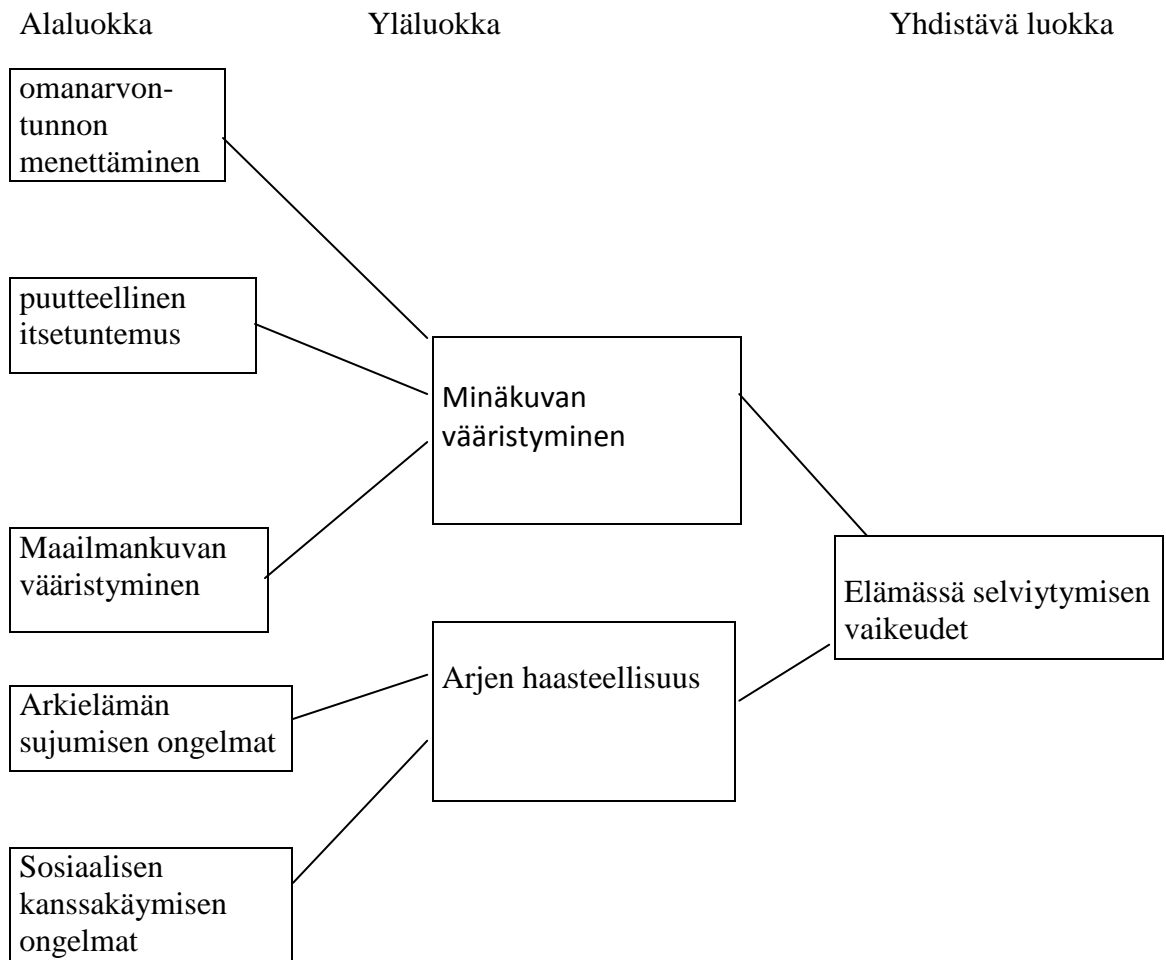 Alaluokka Yläluokka Yhdistävä luokka
omanarvon-
tunnon
menettäminen
puutteellinen
itsetuntemus
Minäkuvan
vääristyminen
Maailmankuvan
vääristyminen
Elämässä selviytymisen
vaikeudet
Arjen haasteellisuus
Arkielämän
sujumisen ongelmat
Sosiaalisen
kanssakäymisen
ongelmat